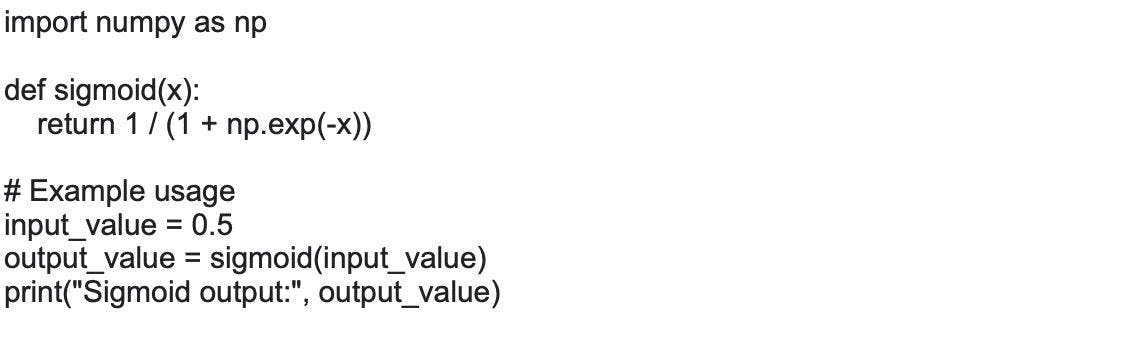 import numpy as np
def sigmoid(x):
    return 1 / (1 + np.exp(-x))
# Example usage
input_value = 0.5
output_value = sigmoid(input_value)
print("Sigmoid output:", output_value)